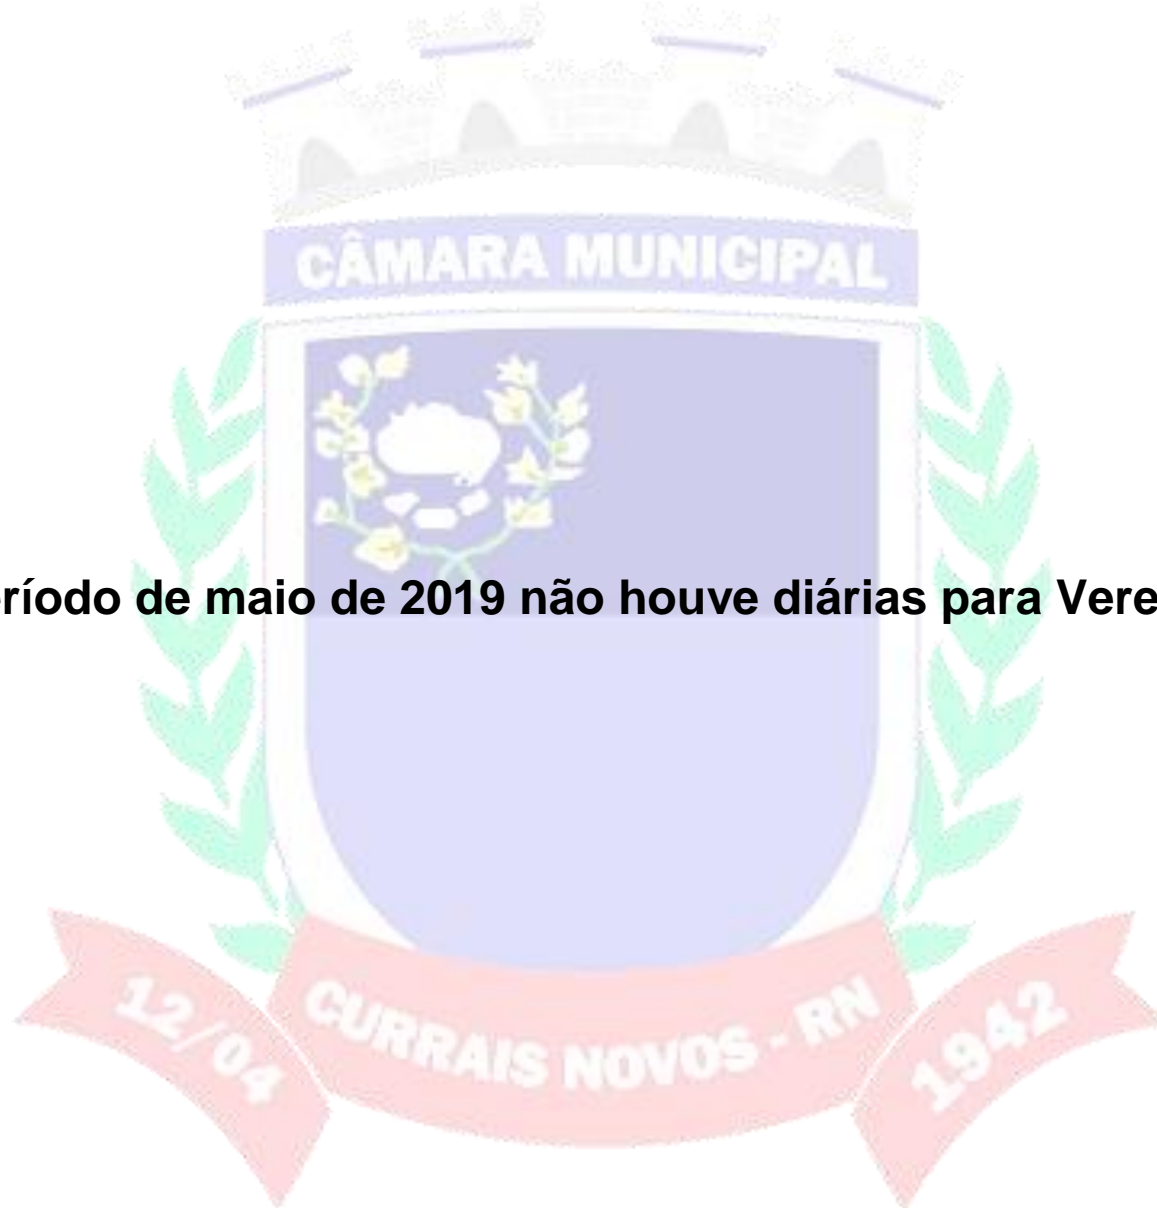 CÂMARA MUNICIPAL
ríodo de maio de 2019 não houve diárias para Vere
12/04
CURRAIS NOVOS - RN
1942